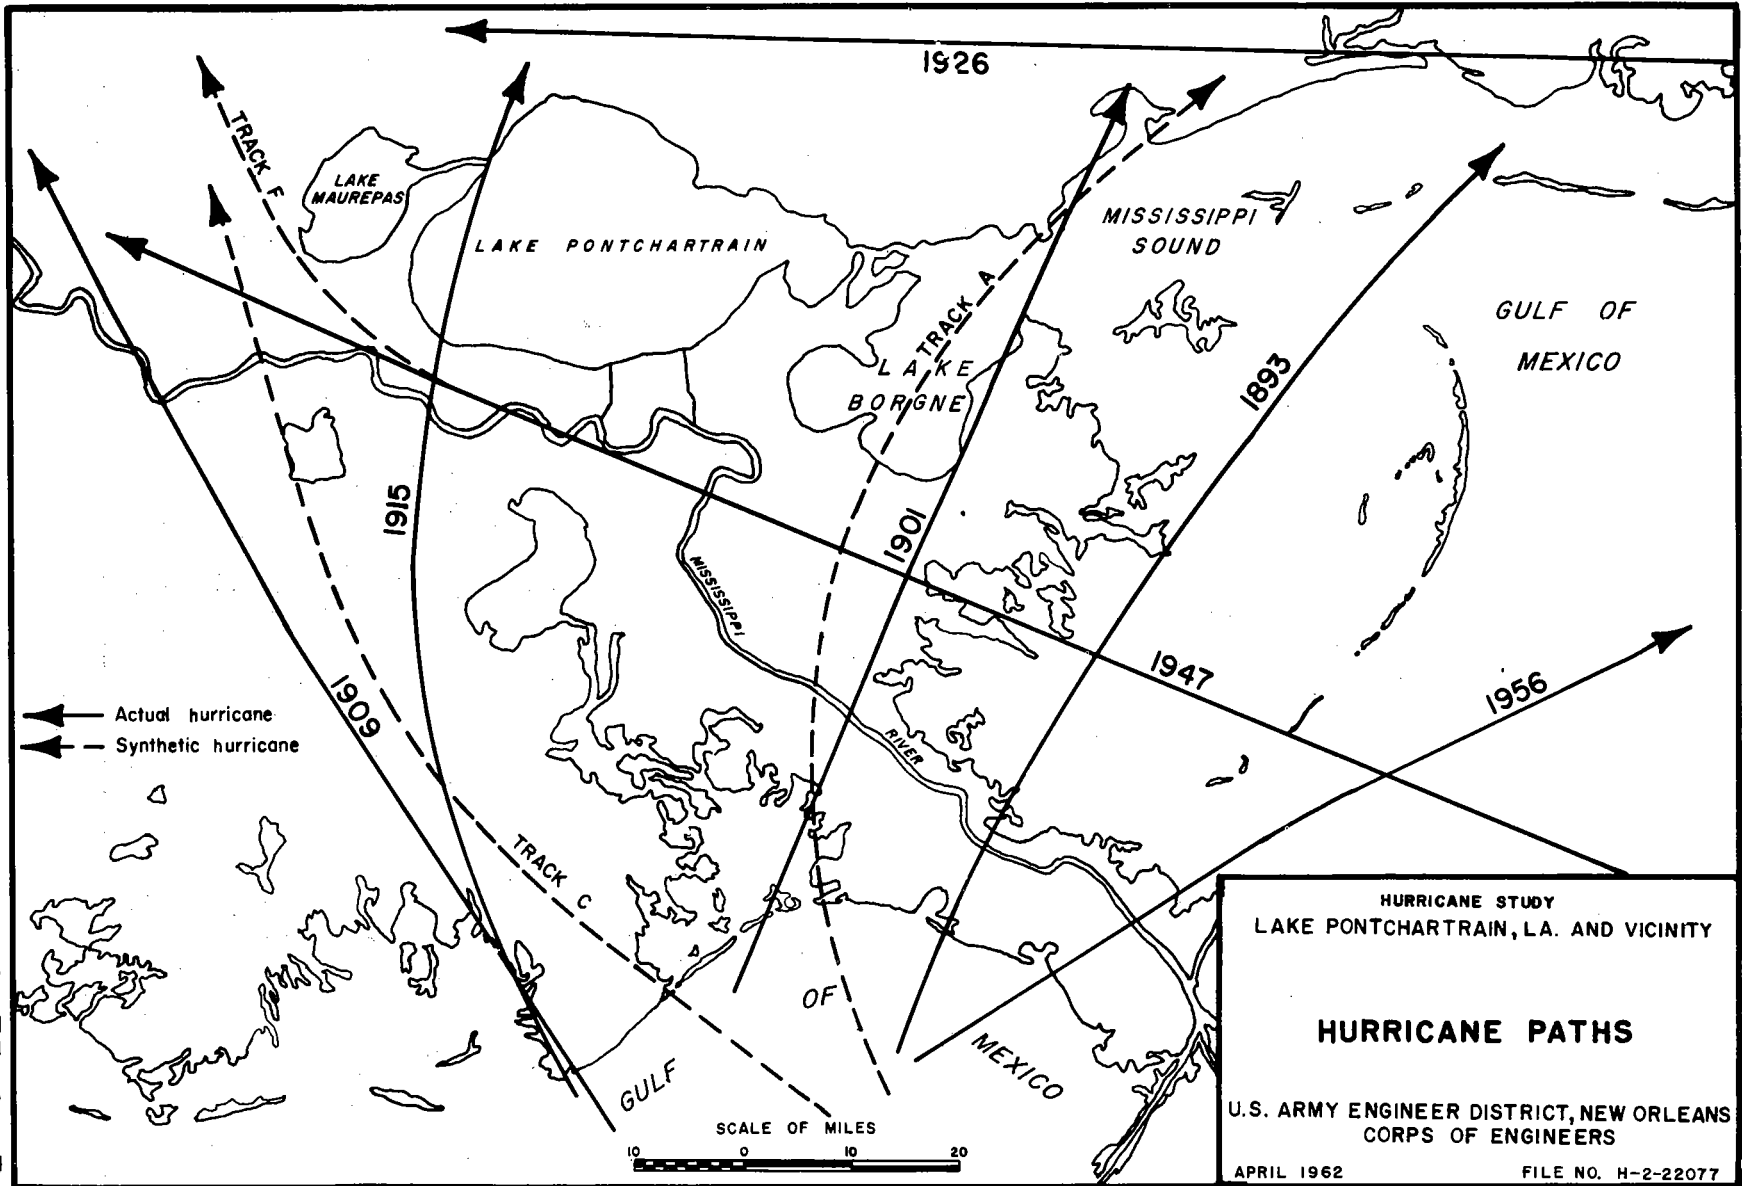 1926
TRACK F
LAKE
MAUREPAS
LAKE PONTCHARTRAIN
MISSISSIPPI
SOUND
TRACK A
GULF OF
MEXICO
LAKE
BORGNE
1893
1915
1901
MISSISSIPPI
RIVER
1947
1956
1909
Actual hurricane
Synthetic hurricane
TRACK C
GULF
OF
MEXICO
SCALE OF MILES
10 0 10 20
HURRICANE STUDY
LAKE PONTCHARTRAIN, LA. AND VICINITY
HURRICANE PATHS
U.S. ARMY ENGINEER DISTRICT, NEW ORLEANS
CORPS OF ENGINEERS
APRIL 1962 FILE NO. H-2-22077